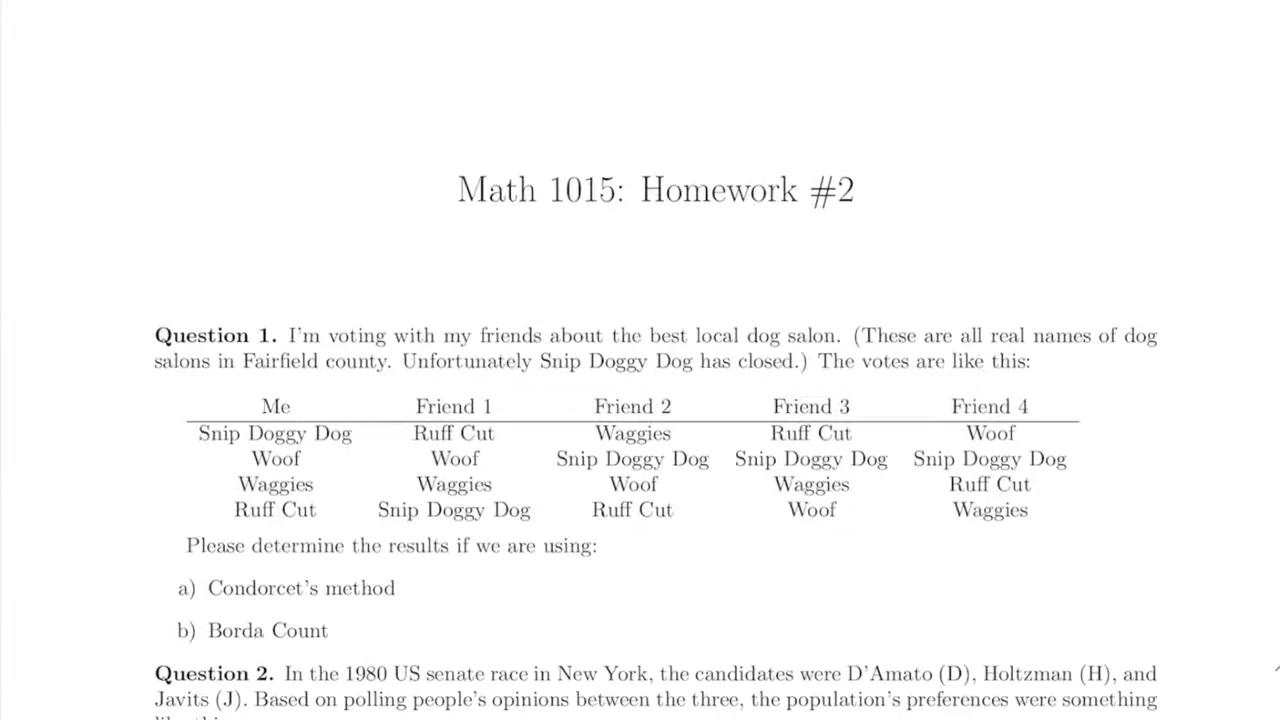 Math 1015: Homework #2
Question 1. I'm voting with my friends about the best local dog salon. (These are all real names of dog
salons in Fairfield county. Unfortunately Snip Doggy Dog has closed.) The votes are like this:
Me Friend 1 Friend 2 Friend 3 Friend 4
Snip Doggy Dog Ruff Cut Waggies Ruff Cut Woof
Woof Woof Snip Doggy Dog Snip Doggy Dog Snip Doggy Dog
Waggies Waggies Woof Waggies Ruff Cut
Ruff Cut Snip Doggy Dog Ruff Cut Woof Waggies
Please determine the results if we are using:
a) Condorcet's method
b) Borda Count
Question 2. In the 1980 US senate race in New York, the candidates were D'Amato (D), Holtzman (H), and
Javits (J). Based on polling people's opinions between the three, the population's preferences were something